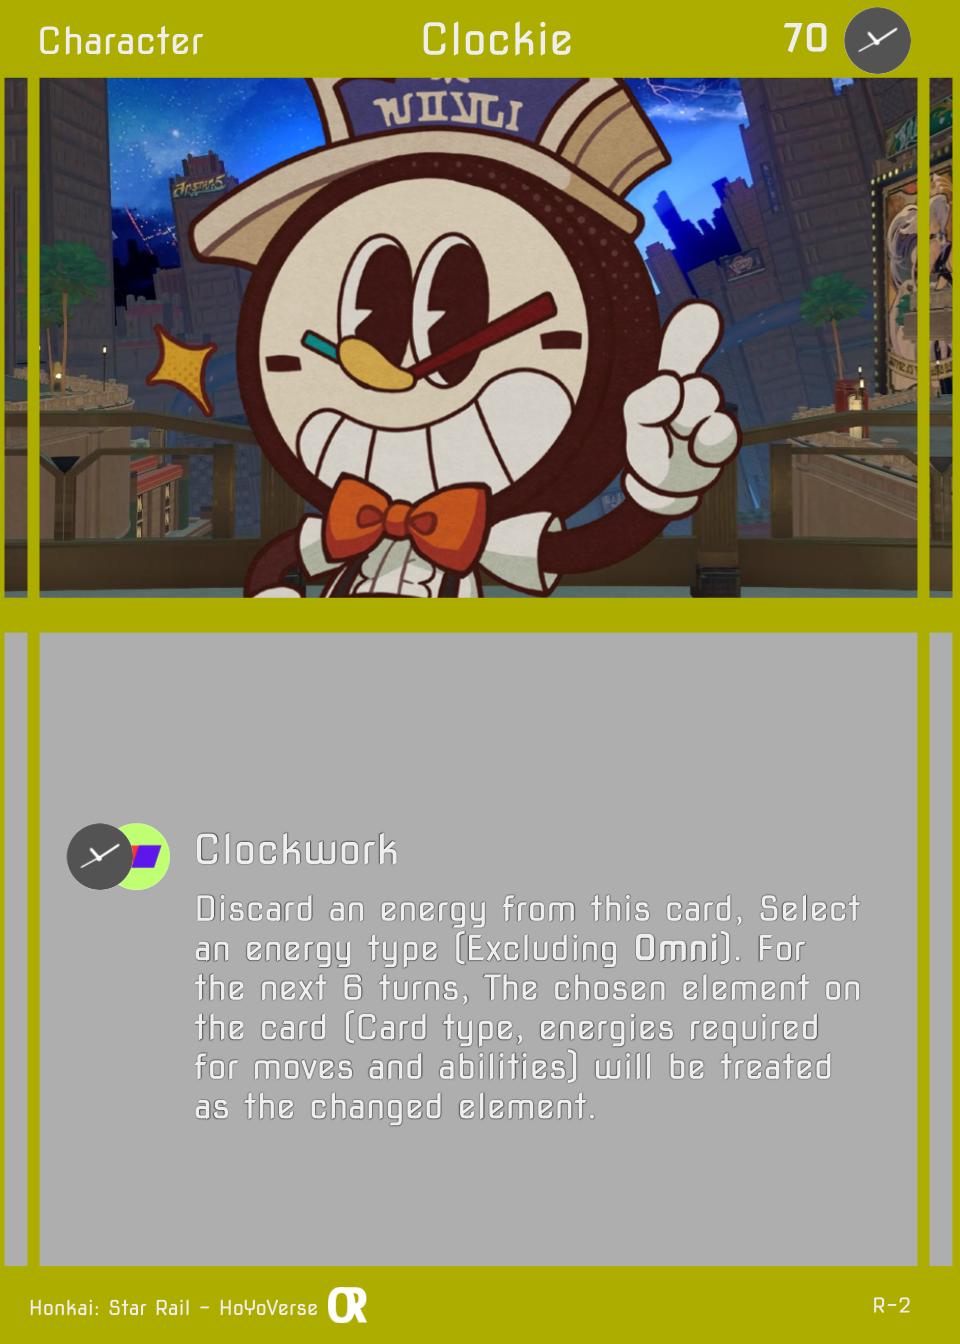 Character
Clockie
70
Clockwork
Discard an energy from this card, Select
an energy type (Excluding Omni). For
the next 6 turns, The chosen element on
the card (Card type, energies required
for moves and abilities) will be treated
as the changed element.
Honkai: Star Rail - HoYoVerse OR
R-2